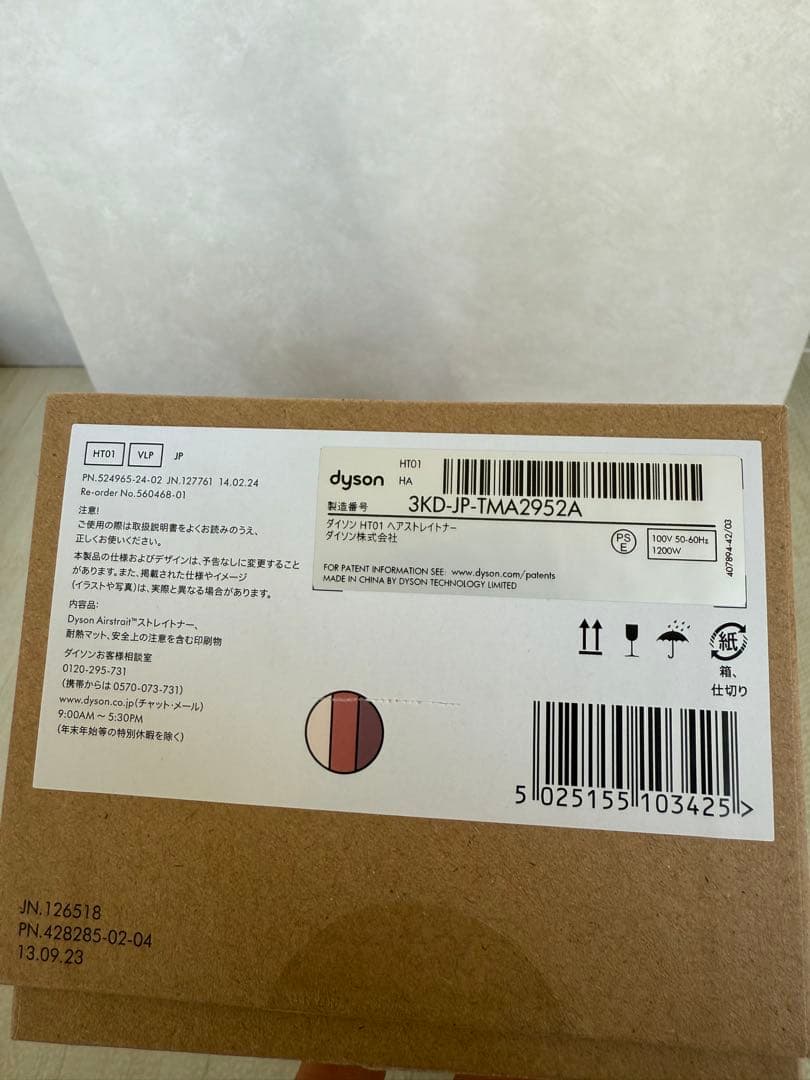 HT01 VLP JP
PN.524965-24-02 JN.127761 14.02.24
Re-order No.560468-01
注意!
ご使用の際は取扱説明書をよくお読みのうえ、
正しくお使いください。
本製品の仕様およびデザインは、予告なしに変更すること
があります。また、掲載された仕様やイメージ
(イラストや写真)は、実際と異なる場合があります。
内容品:
Dyson Airstrait™ストレイトナー、
耐熱マット、安全上の注意を含む印刷物
ダイソンお客様相談室
0120-295-731
(携帯からは 0570-073-731)
www.dyson.co.jp(チャット・メール)
9:00AM～5:30PM
(年末年始等の特別休暇を除く)
dyson
HT01
HA
製造番号 3KD-JP-TMA2952A
ダイソン HT01 ヘアストレイトナー
ダイソン株式会社
PS
E
100V 50-60Hz
1200W
FOR PATENT INFORMATION SEE: www.dyson.com/patents
MADE IN CHINA BY DYSON TECHNOLOGY LIMITED
407894-42/03
紙
箱、
仕切り
5 025155 103425 >
JN.126518
PN.428285-02-04
13.09.23